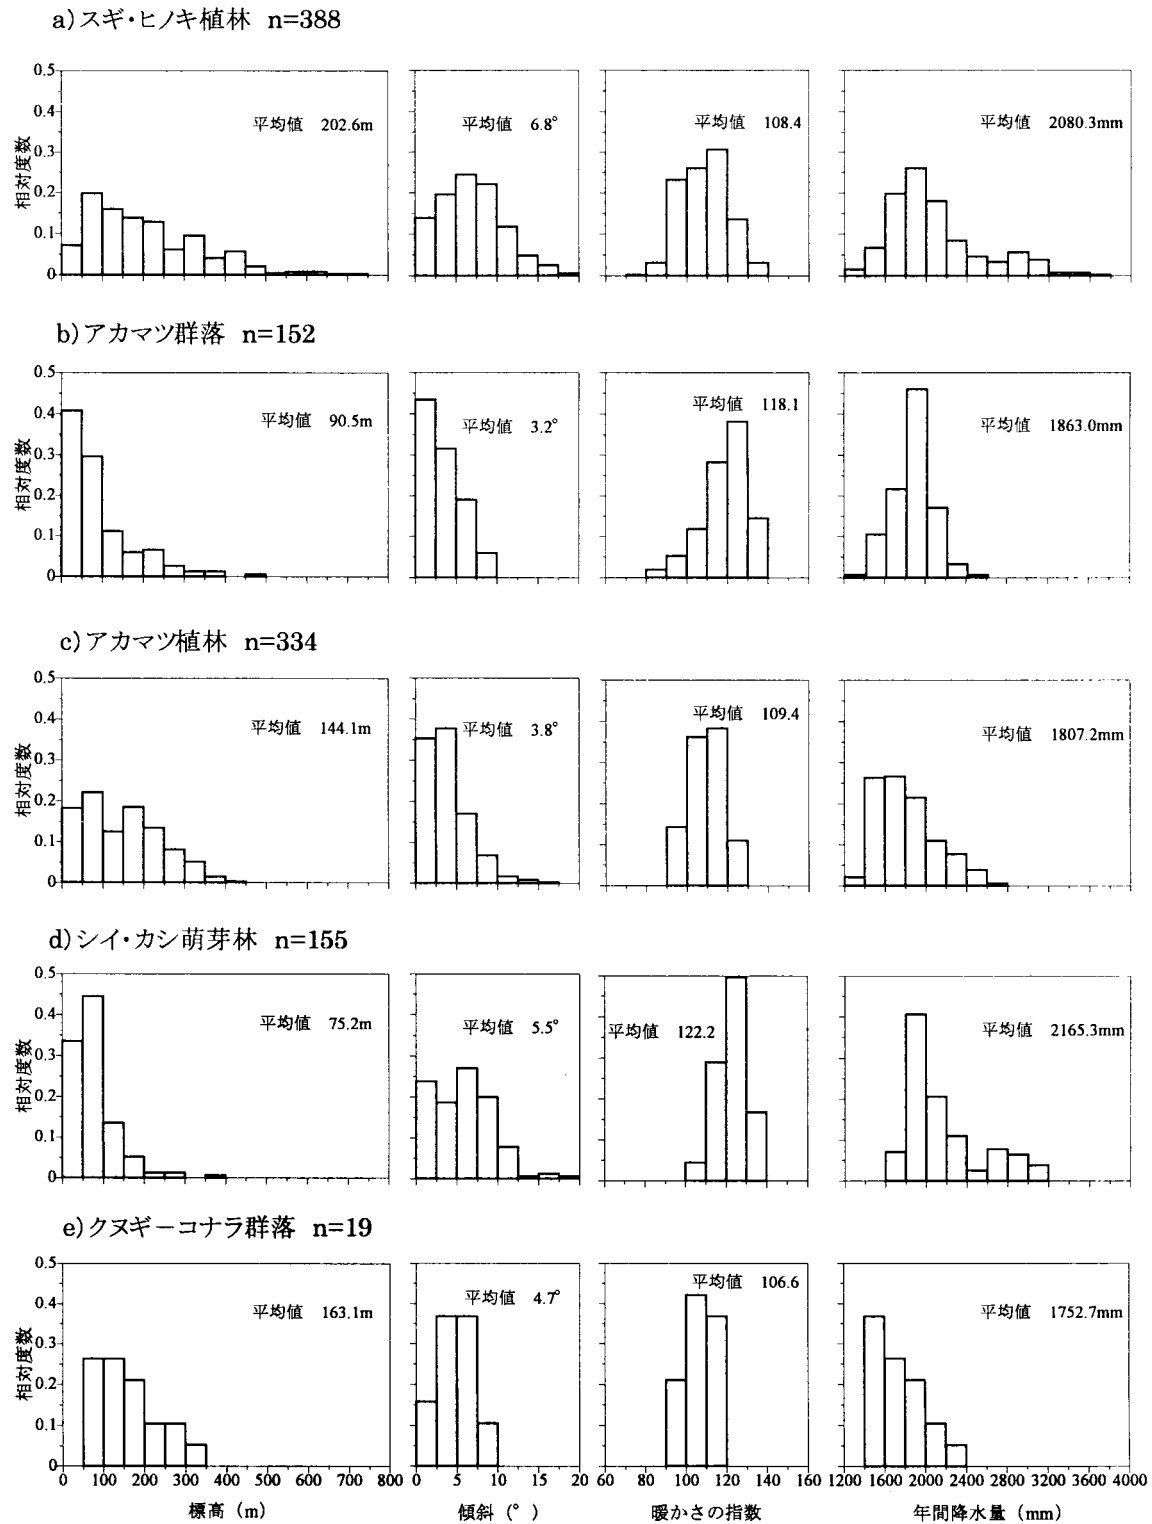 a)スギ・ヒノキ植林 n=388
相対度数
0.5
0.4
0.3
0.2
0.1
0
平均値 202.6m
平均値 6.8°
平均値 108.4
平均値 2080.3mm
b)アカマツ群落 n=152
相対度数
0.5
0.4
0.3
0.2
0.1
0
平均値 90.5m
平均値 3.2°
平均値 118.1
平均値 1863.0mm
c)アカマツ植林 n=334
相対度数
0.5
0.4
0.3
0.2
0.1
0
平均値 144.1m
平均値 3.8°
平均値 109.4
平均値 1807.2mm
d)シイ・カシ萌芽林 n=155
相対度数
0.5
0.4
0.3
0.2
0.1
0
平均値 75.2m
平均値 5.5°
平均値 122.2
平均値 2165.3mm
e)クヌギ－コナラ群落 n=19
相対度数
0.5
0.4
0.3
0.2
0.1
0
平均値 163.1m
平均値 4.7°
平均値 106.6
平均値 1752.7mm
0 100 200 300 400 500 600 700 800
0 5 10 15 20
60 80 100 120 140 160
1200 1600 2000 2400 2800 3200 3600 4000
標高 (m)
傾斜 (°)
暖かさの指数
年間降水量 (mm)